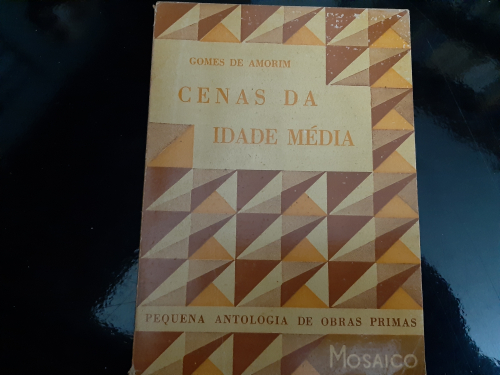 GOMES DE AMORIM
CENAS DA
IDADE MÉDIA
PEQUENA ANTOLOGIA DE OBRAS PRIMAS
MOSAICO